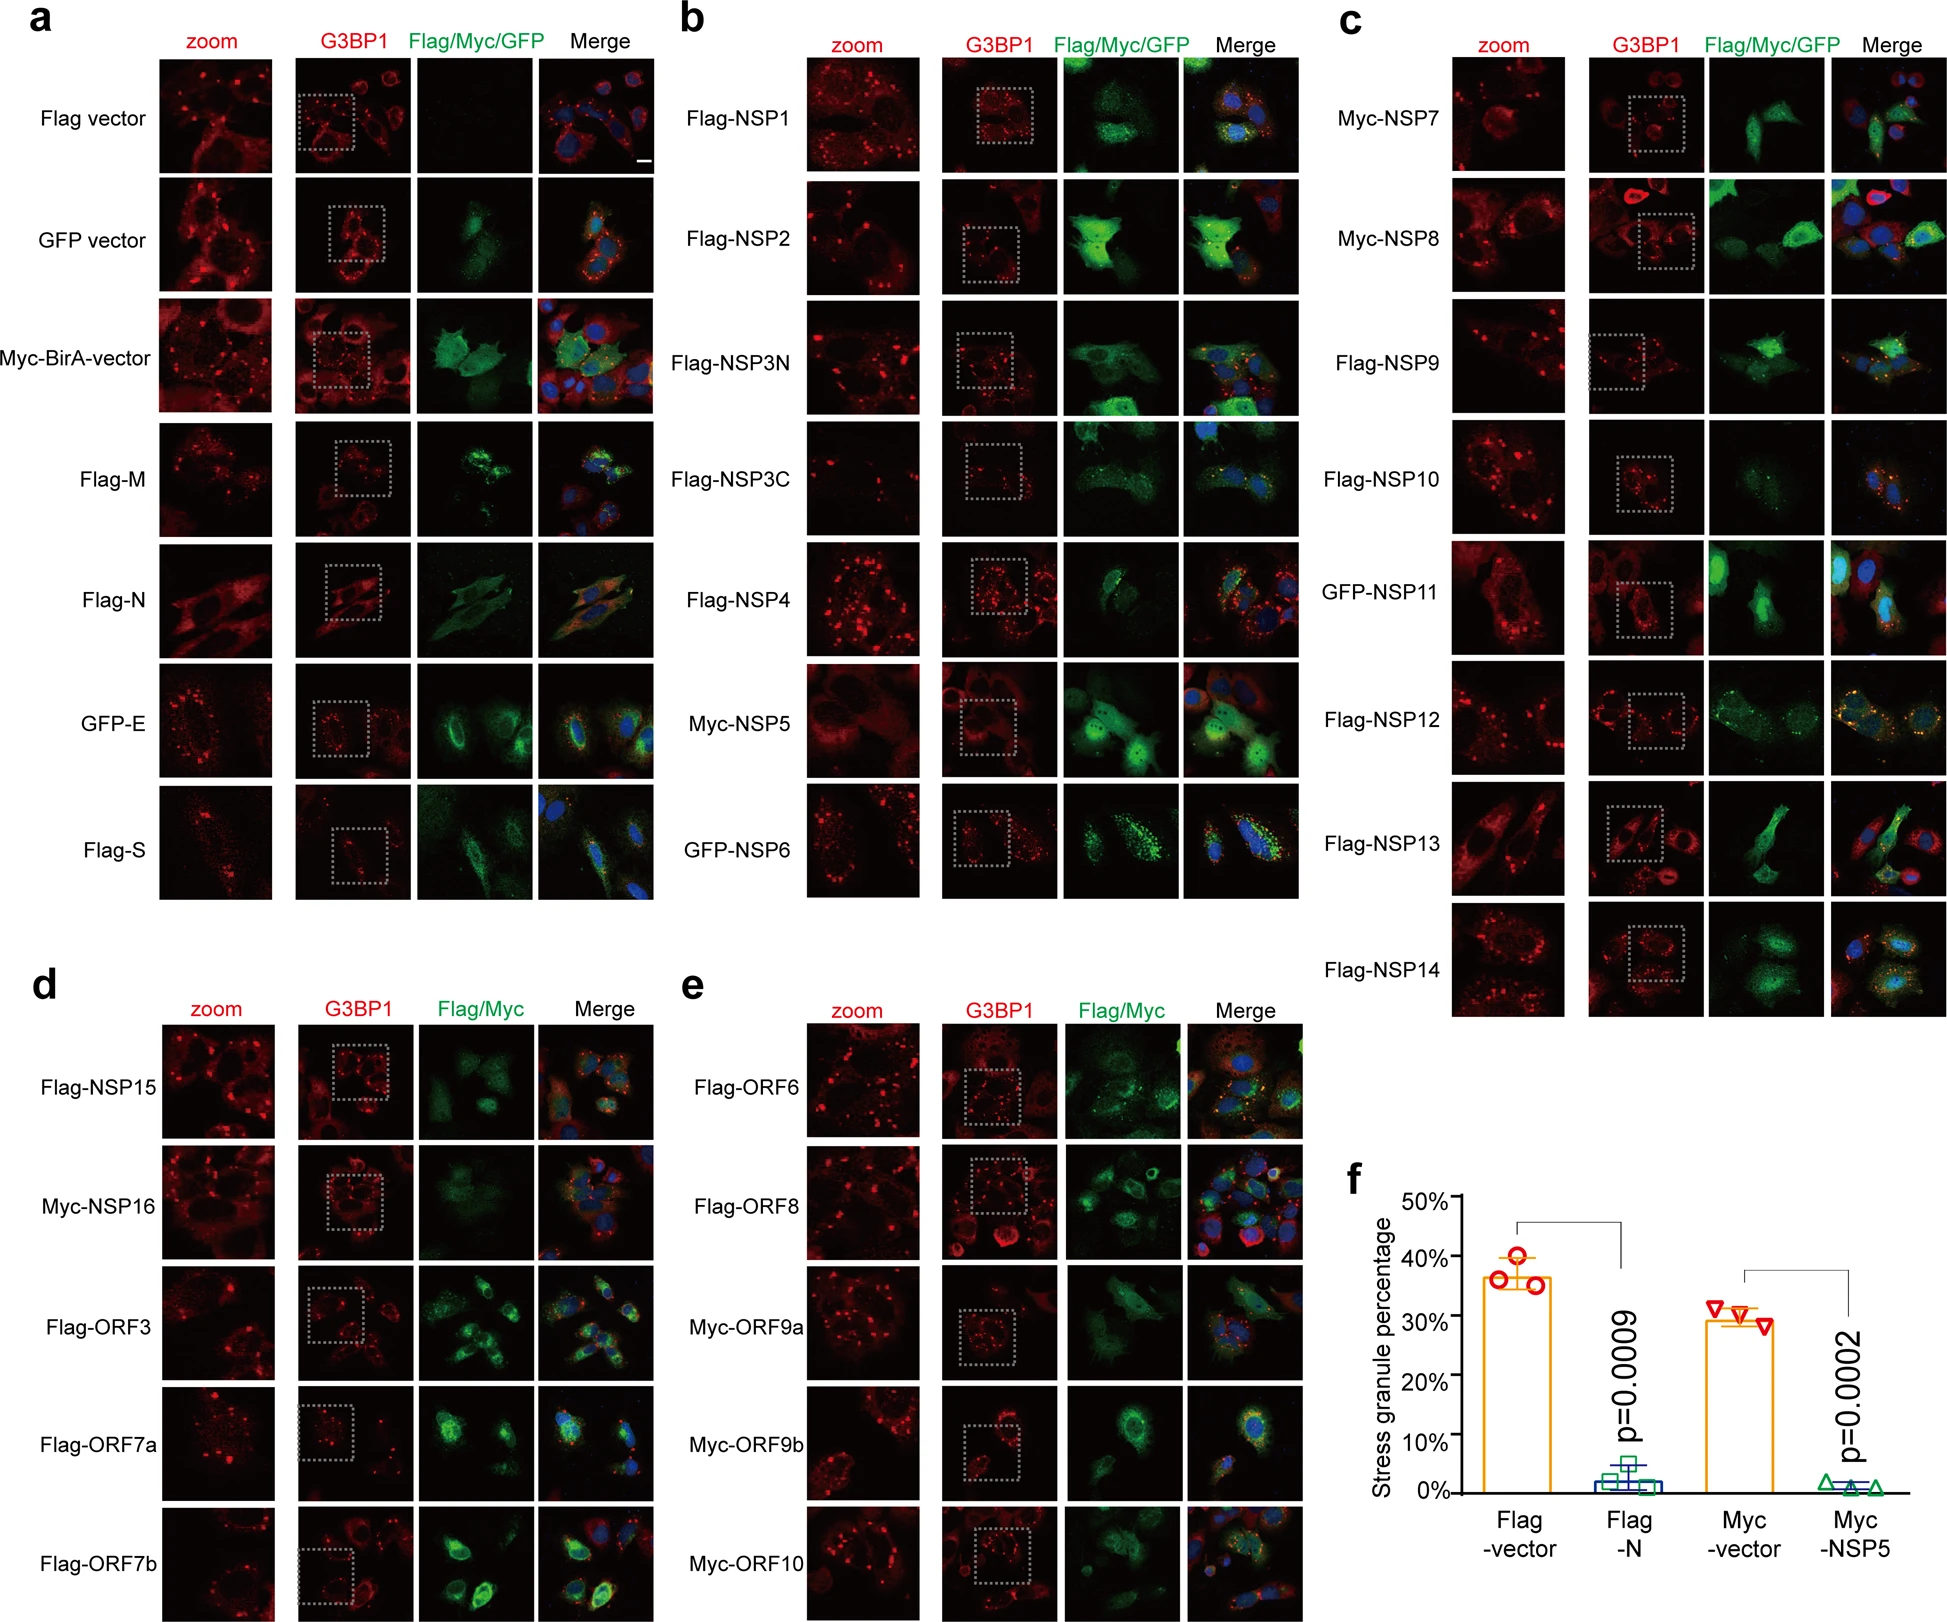 a
zoom G3BP1 Flag/Myc/GFP Merge
Flag vector
GFP vector
Myc-BirA-vector
Flag-M
Flag-N
GFP-E
Flag-S
b
zoom G3BP1 Flag/Myc/GFP Merge
Flag-NSP1
Flag-NSP2
Flag-NSP3N
Flag-NSP3C
Flag-NSP4
Myc-NSP5
GFP-NSP6
c
zoom G3BP1 Flag/Myc/GFP Merge
Myc-NSP7
Myc-NSP8
Flag-NSP9
Flag-NSP10
GFP-NSP11
Flag-NSP12
Flag-NSP13
Flag-NSP14
d
zoom G3BP1 Flag/Myc Merge
Flag-NSP15
Myc-NSP16
Flag-ORF3
Flag-ORF7a
Flag-ORF7b
e
zoom G3BP1 Flag/Myc Merge
Flag-ORF6
Flag-ORF8
Myc-ORF9a
Myc-ORF9b
Myc-ORF10
f
Stress granule percentage
50%
40%
30%
20%
10%
0%
p=0.0009
p=0.0002
Flag
-vector
Flag
-N
Myc
-vector
Myc
-NSP5